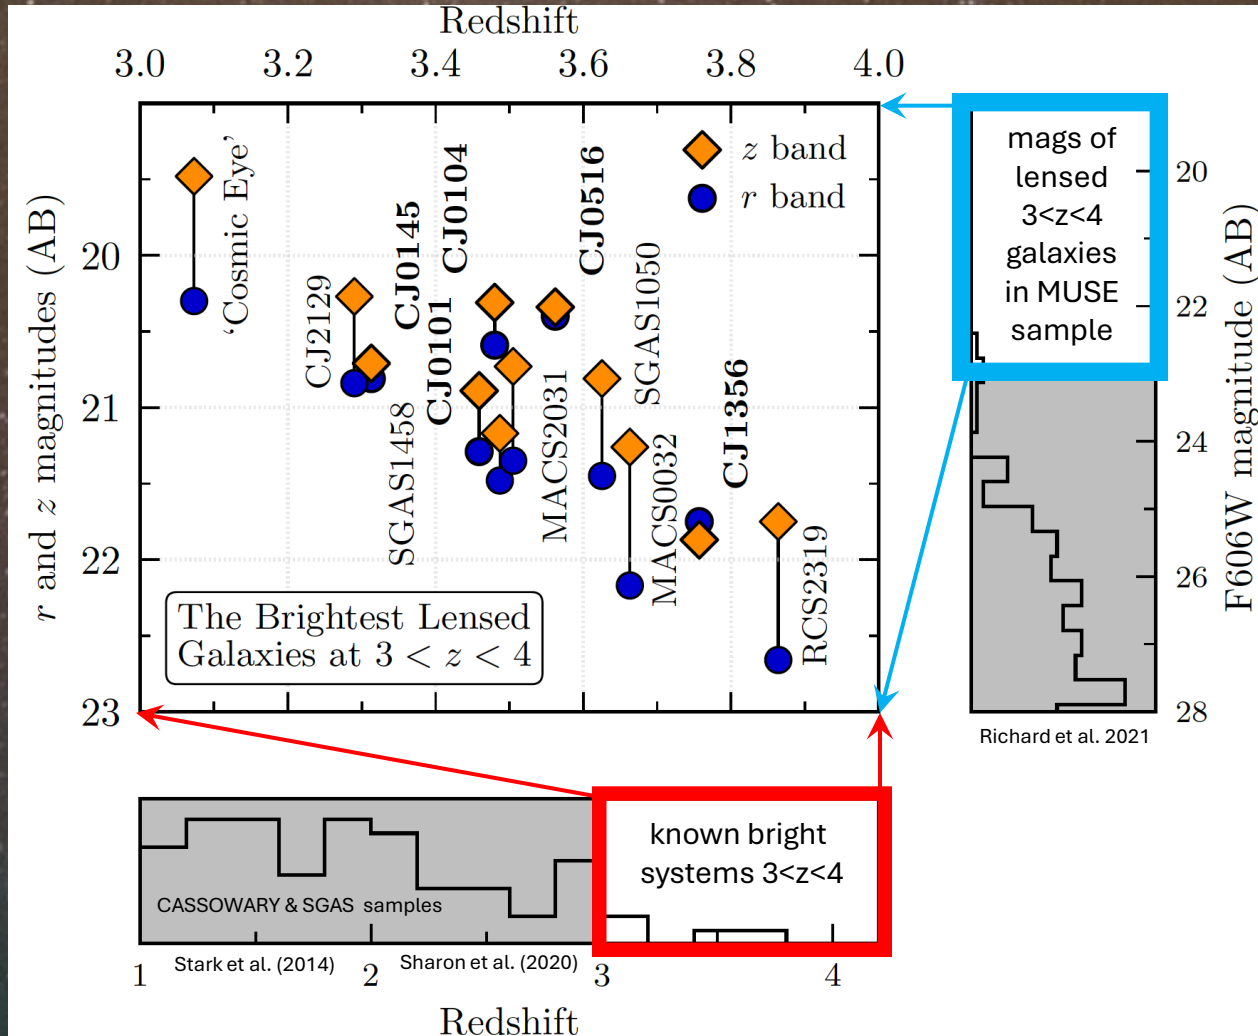 Redshift
3.0 3.2 3.4 3.6 3.8 4.0
r and z magnitudes (AB)
20
21
22
23
z band
r band
‘Cosmic Eye’
CJ2129
CJ0145
CJ0104
CJ0101
SGAS1458
MACS2031
CJ0516
SGAS1050
MACS0032
CJ1356
RCS2319
The Brightest Lensed
Galaxies at 3 < z < 4
mags of
lensed
3<z<4
galaxies
in MUSE
sample
20
22
24
26
28
F606W magnitude (AB)
Richard et al. 2021
known bright
systems 3<z<4
CASSOWARY & SGAS samples
Stark et al. (2014)
Sharon et al. (2020)
1 2 3 4
Redshift